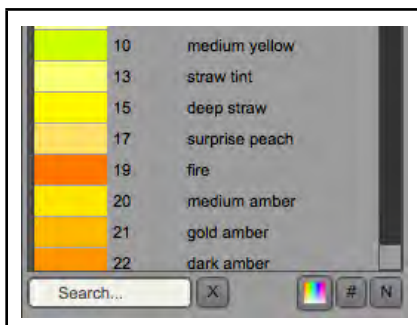 10 medium yellow
13 straw tint
15 deep straw
17 surprise peach
19 fire
20 medium amber
21 gold amber
22 dark amber
Search... X # N